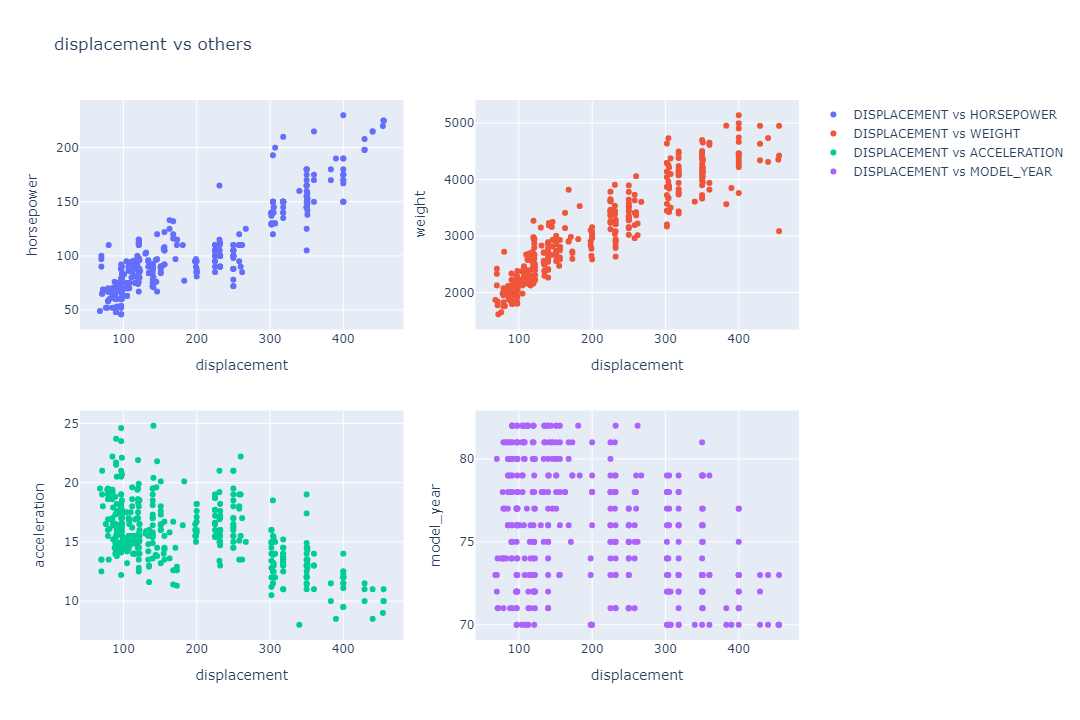 displacement vs others
200
150
100
50
horsepower
100
200
300
400
displacement
5000
4000
3000
2000
weight
100
200
300
400
displacement
DISPLACEMENT vs HORSEPOWER
DISPLACEMENT vs WEIGHT
DISPLACEMENT vs ACCELERATION
DISPLACEMENT vs MODEL_YEAR
25
20
15
10
acceleration
100
200
300
400
displacement
80
75
70
model_year
100
200
300
400
displacement